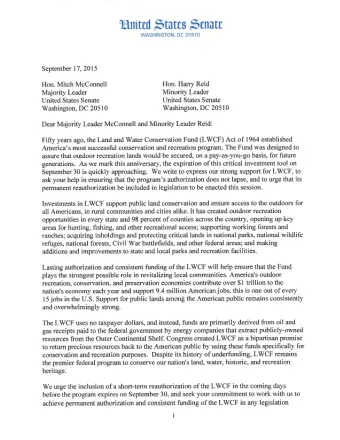 United States Senate
WASHINGTON, DC 20510
September 17, 2015
Hon. Mitch McConnell Hon. Harry Reid
Majority Leader Minority Leader
United States Senate United States Senate
Washington, DC 20510 Washington, DC 20510
Dear Majority Leader McConnell and Minority Leader Reid:
Fifty years ago, the Land and Water Conservation Fund (LWCF) Act of 1964 established
America's most successful conservation and recreation program. The Fund was designed to
assure that outdoor recreation lands would be secured, on a pay-as-you-go basis, for future
generations. As we mark this anniversary, the expiration of this critical investment tool on
September 30 is quickly approaching. We write to express our strong support for LWCF, to
ask your help in ensuring that the program's authorization does not lapse, and to urge that its
permanent reauthorization be included in legislation to be enacted this session.
Investments in LWCF support public land conservation and ensure access to the outdoors for
all Americans, in rural communities and cities alike. It has created outdoor recreation
opportunities in every state and 98 percent of counties across the country, opening up key
areas for hunting, fishing, and other recreational access; supporting working forests and
ranches; acquiring inholdings and protecting critical lands in national parks, national wildlife
refuges, national forests, Civil War battlefields, and other federal areas; and making
additions and improvements to state and local parks and recreation facilities.
Lasting authorization and consistent funding of the LWCF will help ensure that the Fund
plays the strongest possible role in revitalizing local communities. America's outdoor
recreation, conservation, and preservation economies contribute over $1 trillion to the
nation's economy each year and support 9.4 million American jobs, this is one out of every
15 jobs in the U.S. Support for public lands among the American public remains consistently
and overwhelmingly strong.
The LWCF uses no taxpayer dollars, and instead, funds are primarily derived from oil and
gas receipts paid to the federal government by energy companies that extract publicly-owned
resources from the Outer Continental Shelf. Congress created LWCF as a bipartisan promise
to return precious resources back to the American public by using these funds specifically for
conservation and recreation purposes. Despite its history of underfunding, LWCF remains
the premier federal program to conserve our nation's land, water, historic, and recreation
heritage.
We urge the inclusion of a short-term reauthorization of the LWCF in the coming days
before the program expires on September 30, and seek your commitment to work with us to
achieve permanent authorization and consistent funding of the LWCF in any legislation
1